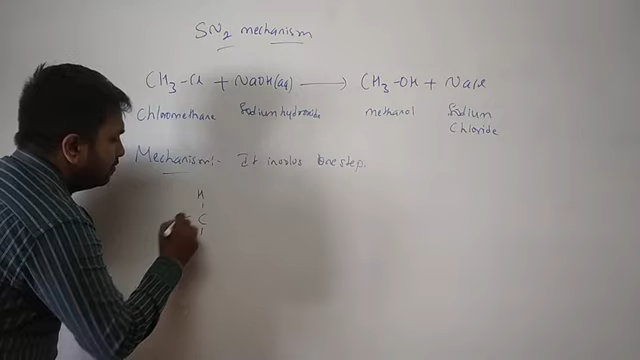 SN2 mechanism
CH3-Cl + NaOH(aq) ⟶ CH3-OH + NaCl
Chloromethane Sodium hydroxide methanol Sodium Chloride
Mechanism:- It involves one step.
H
C